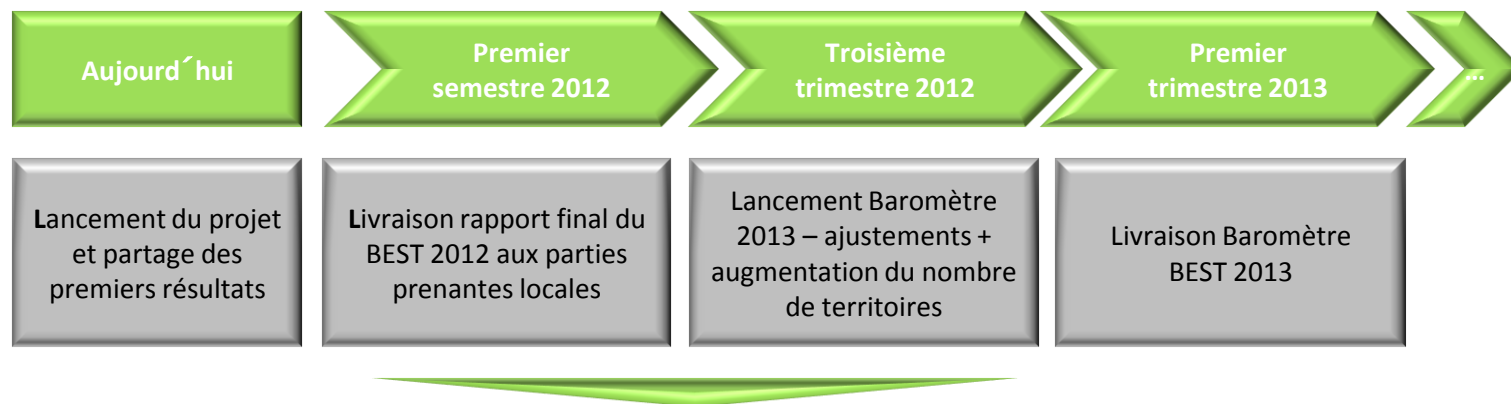 Aujourd´hui
Premier
semestre 2012
Troisième
trimestre 2012
Premier
trimestre 2013
...
Lancement du projet
et partage des
premiers résultats
Livraison rapport final du
BEST 2012 aux parties
prenantes locales
Lancement Baromètre
2013 – ajustements +
augmentation du nombre
de territoires
Livraison Baromètre
BEST 2013